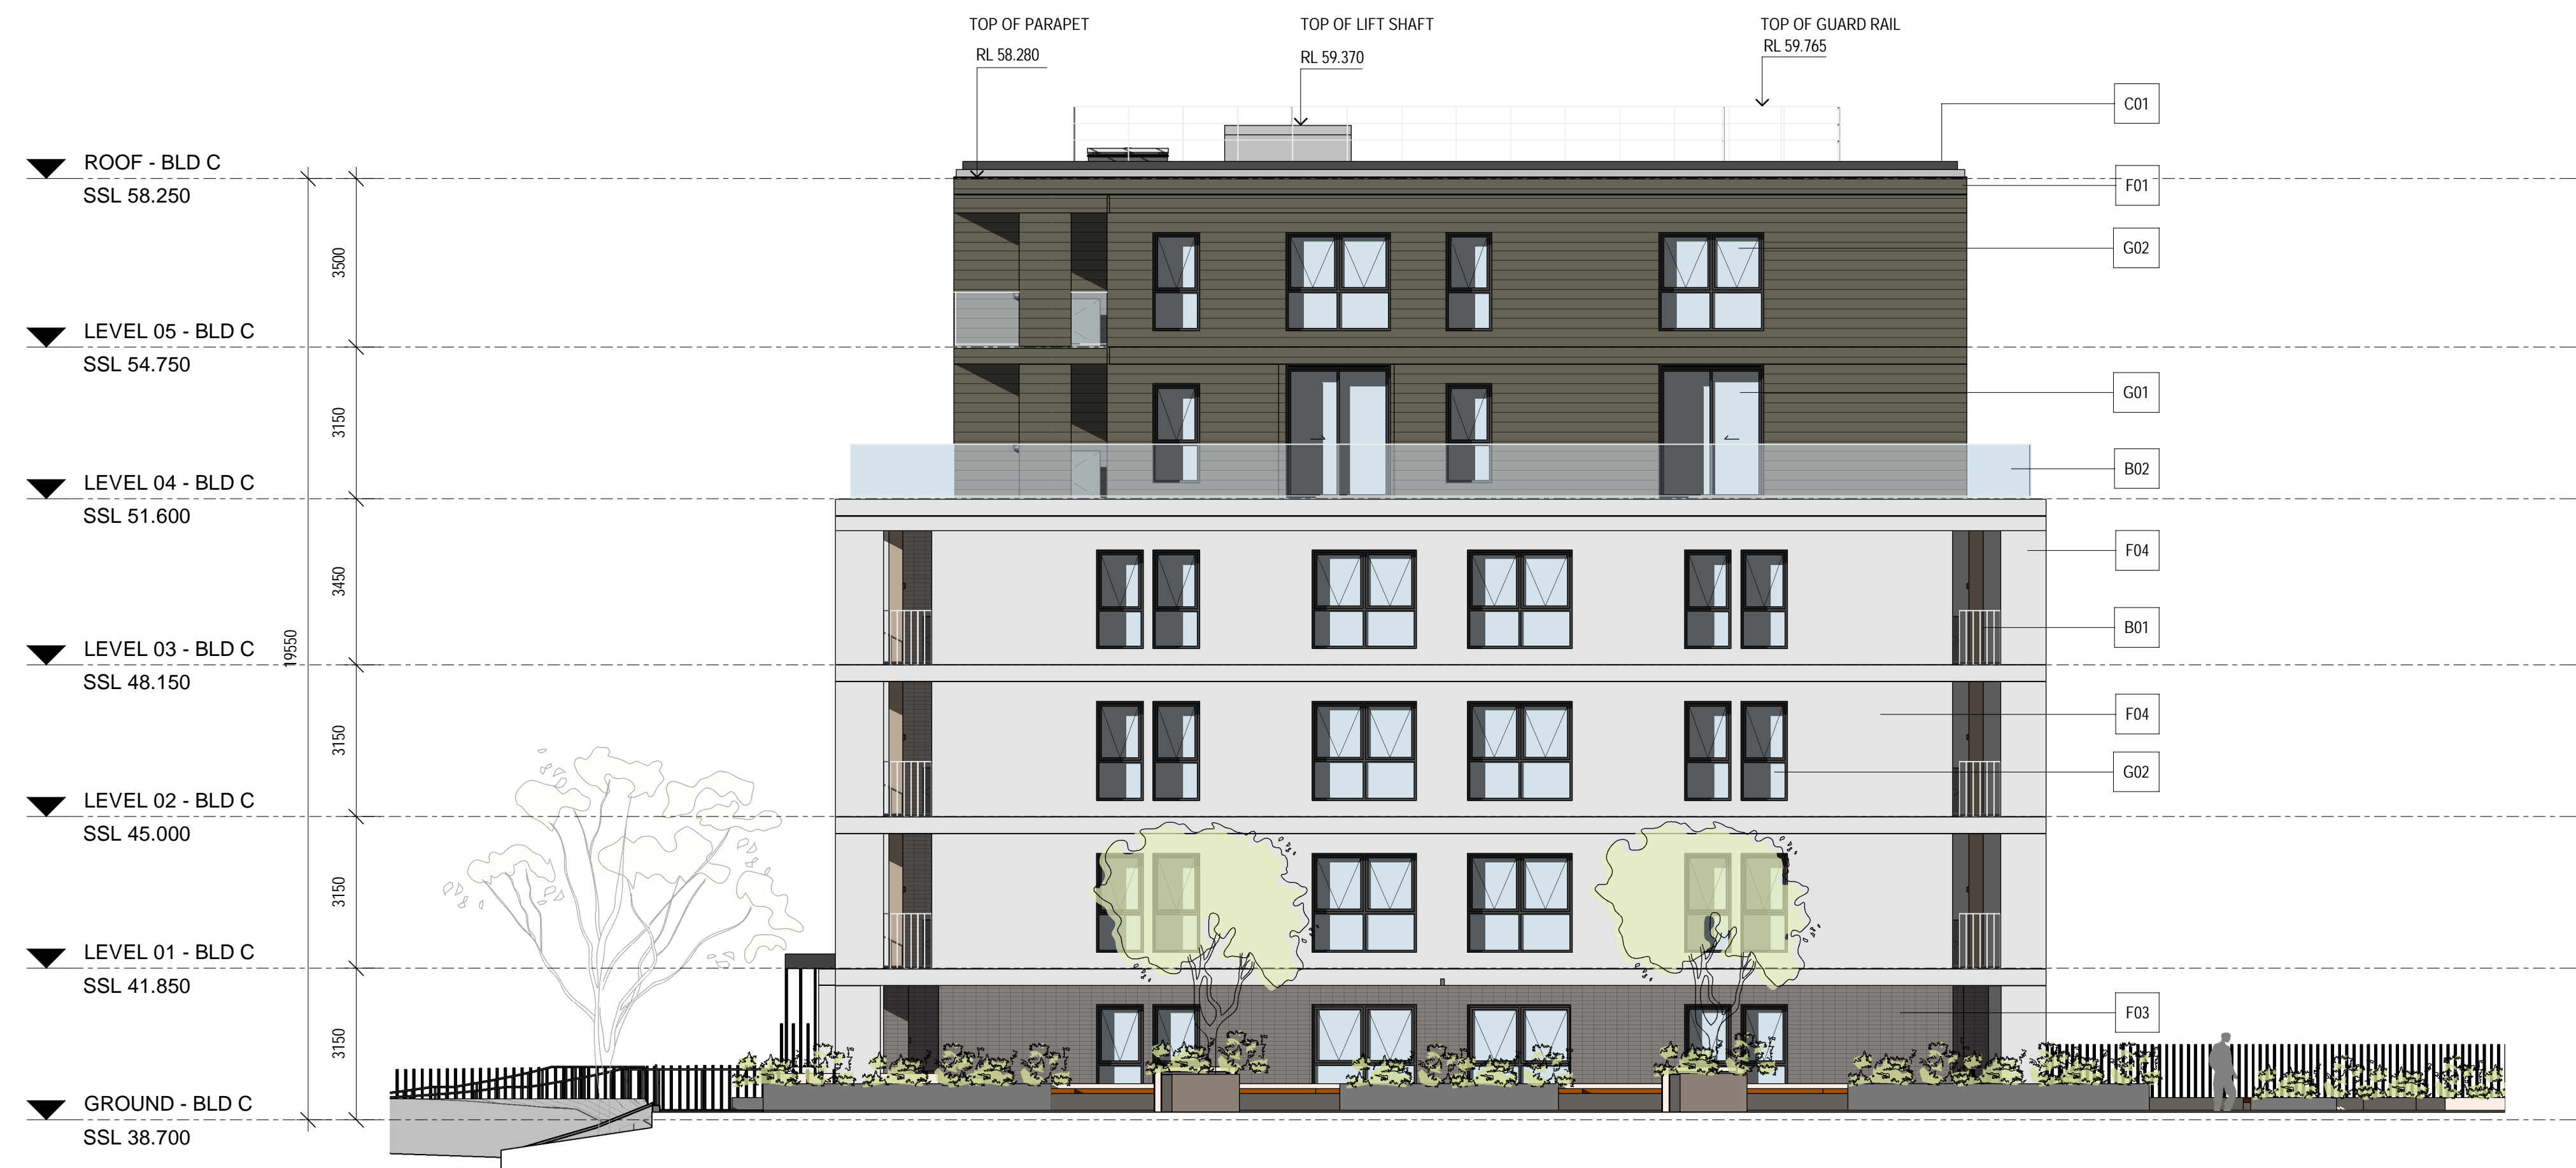 TOP OF PARAPET
RL 58.280
TOP OF LIFT SHAFT
RL 59.370
TOP OF GUARD RAIL
RL 59.765
C01
ROOF - BLD C
SSL 58.250
F01
G02
3500
LEVEL 05 - BLD C
SSL 54.750
G01
3150
B02
LEVEL 04 - BLD C
SSL 51.600
F04
3450
B01
19550
LEVEL 03 - BLD C
SSL 48.150
F04
3150
G02
LEVEL 02 - BLD C
SSL 45.000
3150
LEVEL 01 - BLD C
SSL 41.850
F03
3150
GROUND - BLD C
SSL 38.700